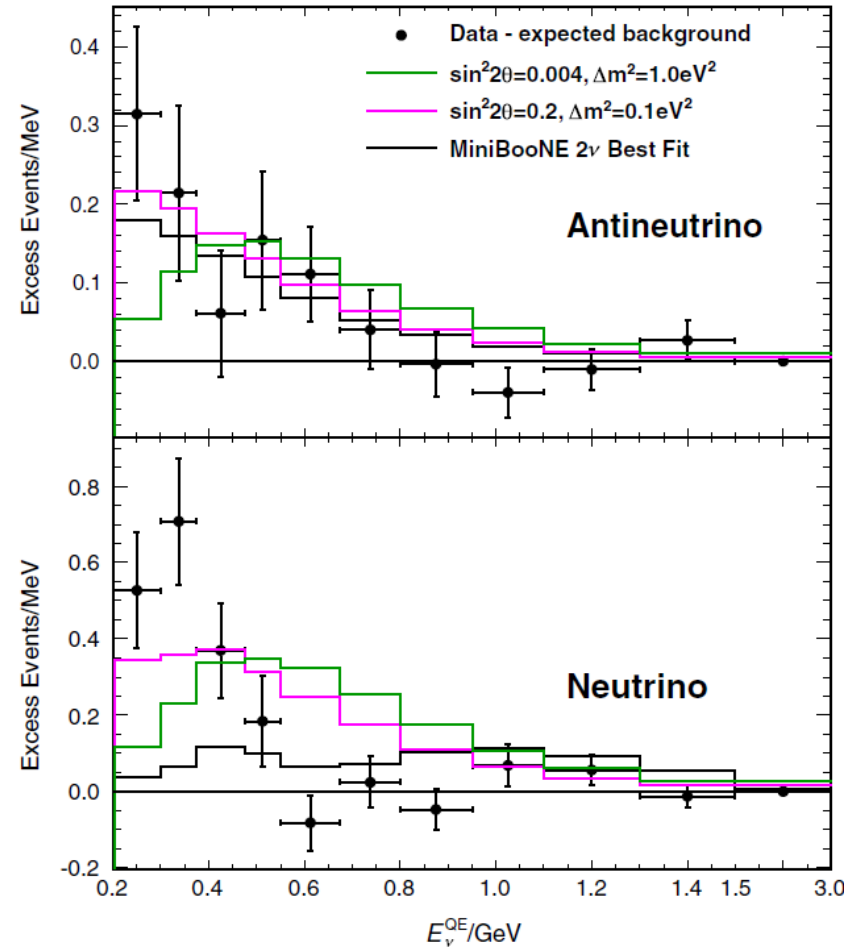 0.4
0.3
0.2
0.1
0.0
Excess Events/MeV
Data - expected background
sin²2θ=0.004, Δm²=1.0eV²
sin²2θ=0.2, Δm²=0.1eV²
MiniBooNE 2ν Best Fit
Antineutrino
0.8
0.6
0.4
0.2
0.0
-0.2
Excess Events/MeV
Neutrino
0.2 0.4 0.6 0.8 1.0 1.2 1.4 1.5 3.0
E_ν^QE/GeV